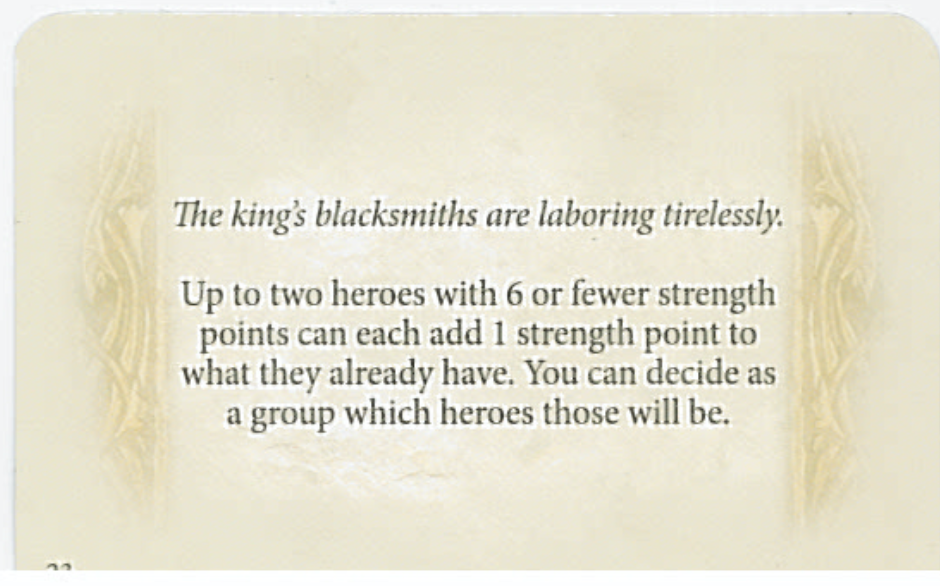 The king's blacksmiths are laboring tirelessly.
Up to two heroes with 6 or fewer strength
points can each add 1 strength point to
what they already have. You can decide as
a group which heroes those will be.